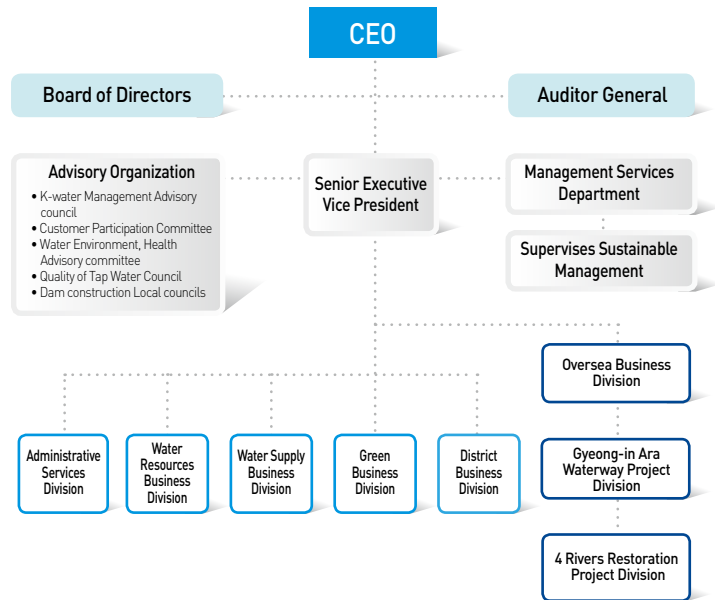 CEO
Board of Directors
Auditor General
Advisory Organization
• K-water Management Advisory
council
• Customer Participation Committee
• Water Environment, Health
Advisory committee
• Quality of Tap Water Council
• Dam construction Local councils
Senior Executive
Vice President
Management Services
Department
Supervises Sustainable
Management
Oversea Business
Division
Administrative
Services
Division
Water
Resources
Business
Division
Water Supply
Business
Division
Green
Business
Division
District
Business
Division
Gyeong-in Ara
Waterway Project
Division
4 Rivers Restoration
Project Division